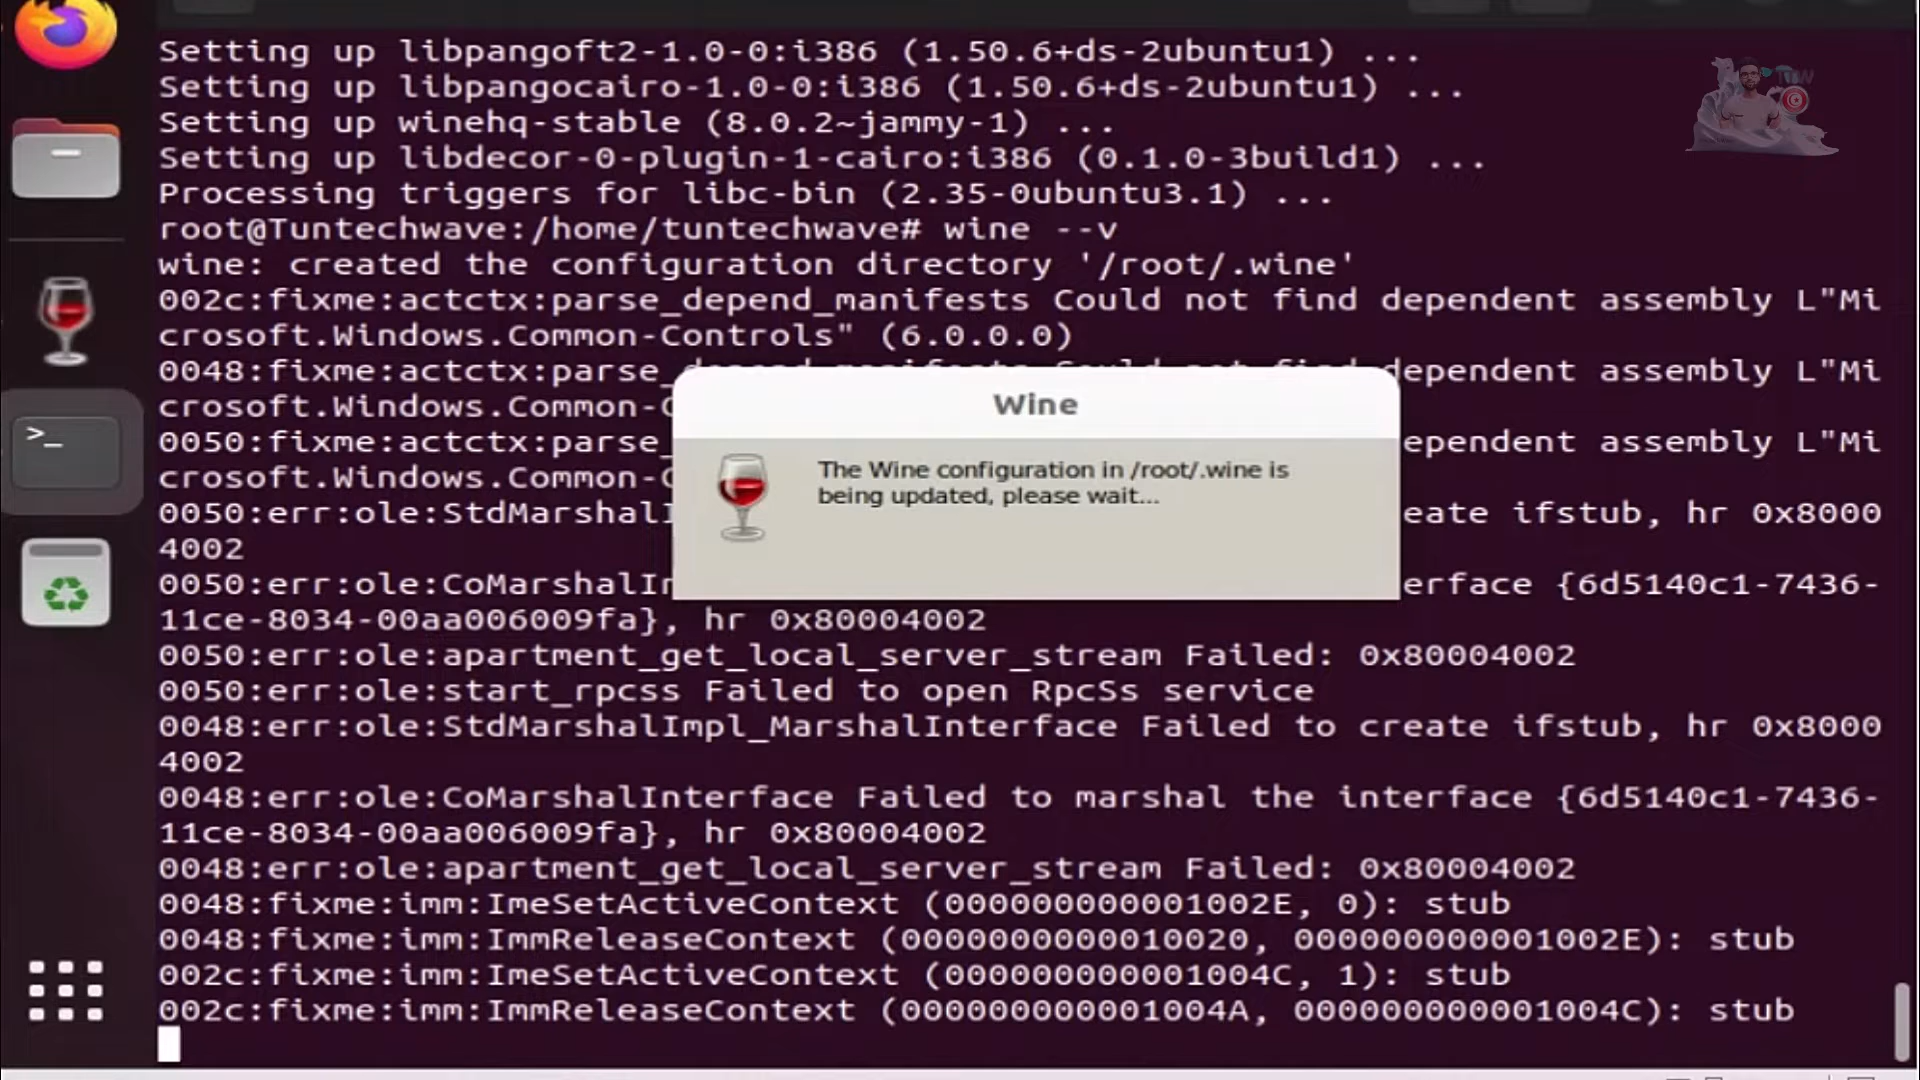 Setting up libpangoft2-1.0-0:i386 (1.50.6+ds-2ubuntu1) ...
Setting up libpangocairo-1.0-0:i386 (1.50.6+ds-2ubuntu1) ...
Setting up winehq-stable (8.0.2~jammy-1) ...
Setting up libdecor-0-plugin-1-cairo:i386 (0.1.0-3build1) ...
Processing triggers for libc-bin (2.35-0ubuntu3.1) ...
root@Tuntechwave:/home/tuntechwave# wine --v
wine: created the configuration directory '/root/.wine'
002c:fixme:actctx:parse_depend_manifests Could not find dependent assembly L"Mi
crosoft.Windows.Common-Controls" (6.0.0.0)
0048:fixme:actctx:parse_depend_manifests Could not find dependent assembly L"Mi
crosoft.Windows.Common-C
0050:fixme:actctx:parse_ ependent assembly L"Mi
crosoft.Windows.Common-C
0050:err:ole:StdMarshalI eate ifstub, hr 0x8000
4002
0050:err:ole:CoMarshalIn erface {6d5140c1-7436-
11ce-8034-00aa006009fa}, hr 0x80004002
0050:err:ole:apartment_get_local_server_stream Failed: 0x80004002
0050:err:ole:start_rpcss Failed to open RpcSs service
0048:err:ole:StdMarshalImpl_MarshalInterface Failed to create ifstub, hr 0x8000
4002
0048:err:ole:CoMarshalInterface Failed to marshal the interface {6d5140c1-7436-
11ce-8034-00aa006009fa}, hr 0x80004002
0048:err:ole:apartment_get_local_server_stream Failed: 0x80004002
0048:fixme:imm:ImeSetActiveContext (000000000001002E, 0): stub
0048:fixme:imm:ImmReleaseContext (0000000000010020, 000000000001002E): stub
002c:fixme:imm:ImeSetActiveContext (000000000001004C, 1): stub
002c:fixme:imm:ImmReleaseContext (000000000001004A, 000000000001004C): stub
Wine
The Wine configuration in /root/.wine is
being updated, please wait...
>_